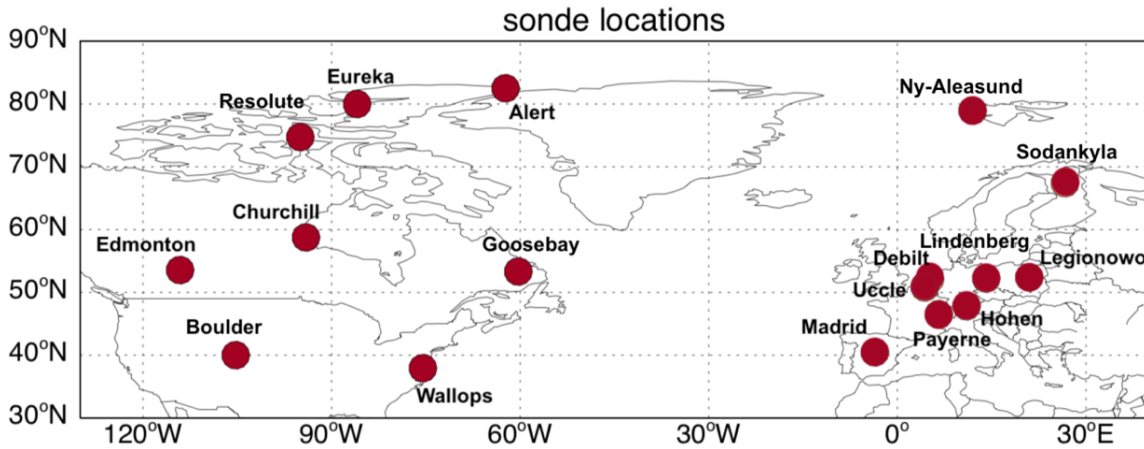 sonde locations
90°N
80°N
70°N
60°N
50°N
40°N
30°N
Eureka
Resolute
Alert
Ny-Aleasund
Sodankyla
Churchill
Edmonton
Goosebay
Lindenberg
Debilt
Legionowo
Uccle
Boulder
Madrid
Hohen
Payerne
Wallops
120°W
90°W
60°W
30°W
0°
30°E